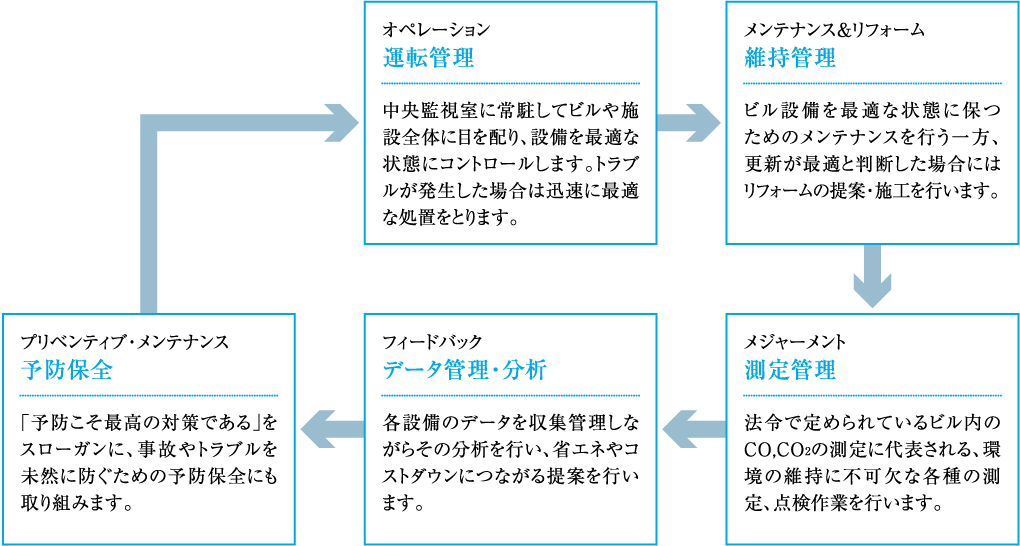 オペレーション
運転管理
中央監視室に常駐してビルや施
設全体に目を配り、設備を最適な
状態にコントロールします。トラブ
ルが発生した場合は迅速に最適
な処置をとります。
メンテナンス&リフォーム
維持管理
ビル設備を最適な状態に保つ
ためのメンテナンスを行う一方、
更新が最適と判断した場合には
リフォームの提案・施工を行います。
プリベンティブ・メンテナンス
予防保全
「予防こそ最高の対策である」を
スローガンに、事故やトラブルを
未然に防ぐための予防保全にも
取り組みます。
フィードバック
データ管理・分析
各設備のデータを収集管理しな
がらその分析を行い、省エネやコ
ストダウンにつながる提案を行い
ます。
メジャーメント
測定管理
法令で定められているビル内の
CO,CO₂の測定に代表される、環
境の維持に不可欠な各種の測
定、点検作業を行います。